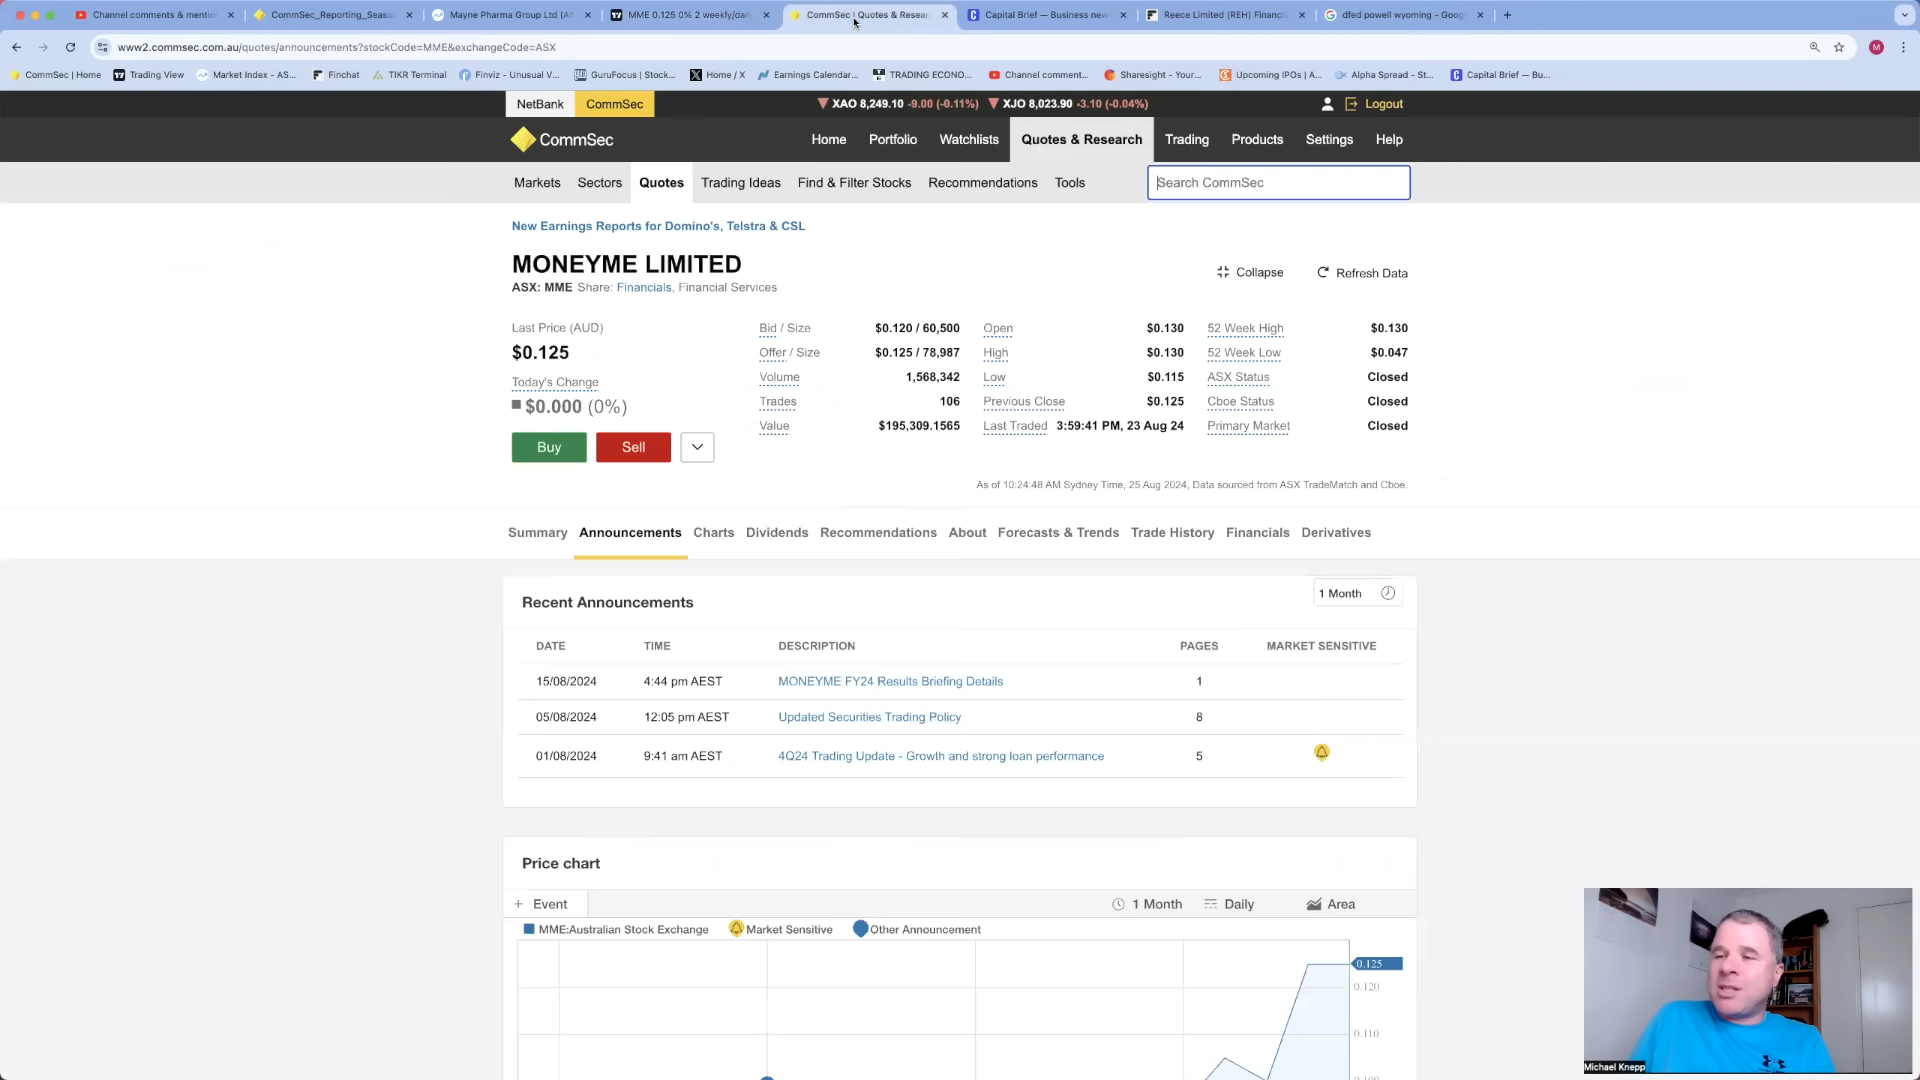 Channel comments & mentic
CommSec_Reporting_Seaso
Mayne Pharma Group Ltd (A
MME 0.125 0% 2 weekly/dai
CommSec | Quotes & Resear
Capital Brief — Business new
Reece Limited (REH) Financia
dfed powell wyoming - Goog
www2.commsec.com.au/quotes/announcements?stockCode=MME&exchangeCode=ASX
M
CommSec | Home
Trading View
Market Index - AS...
Finchat
TIKR Terminal
Finviz - Unusual V...
GuruFocus | Stock...
Home / X
Earnings Calendar...
TRADING ECONO...
Channel comment...
Sharesight - Your...
Upcoming IPOs | A...
Alpha Spread - St...
Capital Brief — Bu...
NetBank
CommSec
XAO 8,249.10 -9.00 (-0.11%)
XJO 8,023.90 -3.10 (-0.04%)
Logout
CommSec
Home
Portfolio
Watchlists
Quotes & Research
Trading
Products
Settings
Help
Markets
Sectors
Quotes
Trading Ideas
Find & Filter Stocks
Recommendations
Tools
Search CommSec
New Earnings Reports for Domino's, Telstra & CSL
MONEYME LIMITED
Collapse
Refresh Data
ASX: MME Share: Financials, Financial Services
Last Price (AUD)
$0.125
Today's Change
$0.000 (0%)
Buy
Sell
Bid / Size $0.120 / 60,500
Offer / Size $0.125 / 78,987
Volume 1,568,342
Trades 106
Value $195,309.1565
Open $0.130
High $0.130
Low $0.115
Previous Close $0.125
Last Traded 3:59:41 PM, 23 Aug 24
52 Week High $0.130
52 Week Low $0.047
ASX Status Closed
Cboe Status Closed
Primary Market Closed
As of 10:24:48 AM Sydney Time, 25 Aug 2024, Data sourced from ASX TradeMatch and Cboe.
Summary
Announcements
Charts
Dividends
Recommendations
About
Forecasts & Trends
Trade History
Financials
Derivatives
Recent Announcements
1 Month
DATE TIME DESCRIPTION PAGES MARKET SENSITIVE
15/08/2024 4:44 pm AEST MONEYME FY24 Results Briefing Details 1
05/08/2024 12:05 pm AEST Updated Securities Trading Policy 8
01/08/2024 9:41 am AEST 4Q24 Trading Update - Growth and strong loan performance 5
Price chart
+ Event
1 Month
Daily
Area
MME:Australian Stock Exchange
Market Sensitive
Other Announcement
0.125
0.120
0.110
Michael Knepp